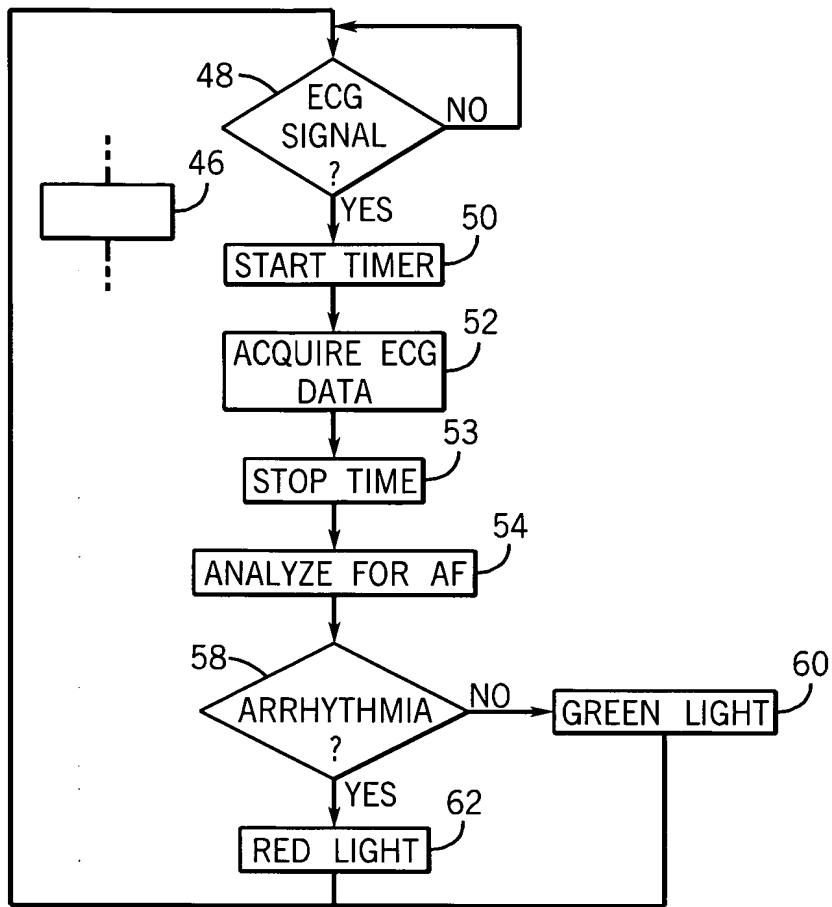 48
ECG
SIGNAL
?
NO
YES
46
50
START TIMER
52
ACQUIRE ECG
DATA
53
STOP TIME
54
ANALYZE FOR AF
58
ARRHYTHMIA
?
NO
60
GREEN LIGHT
YES
62
RED LIGHT